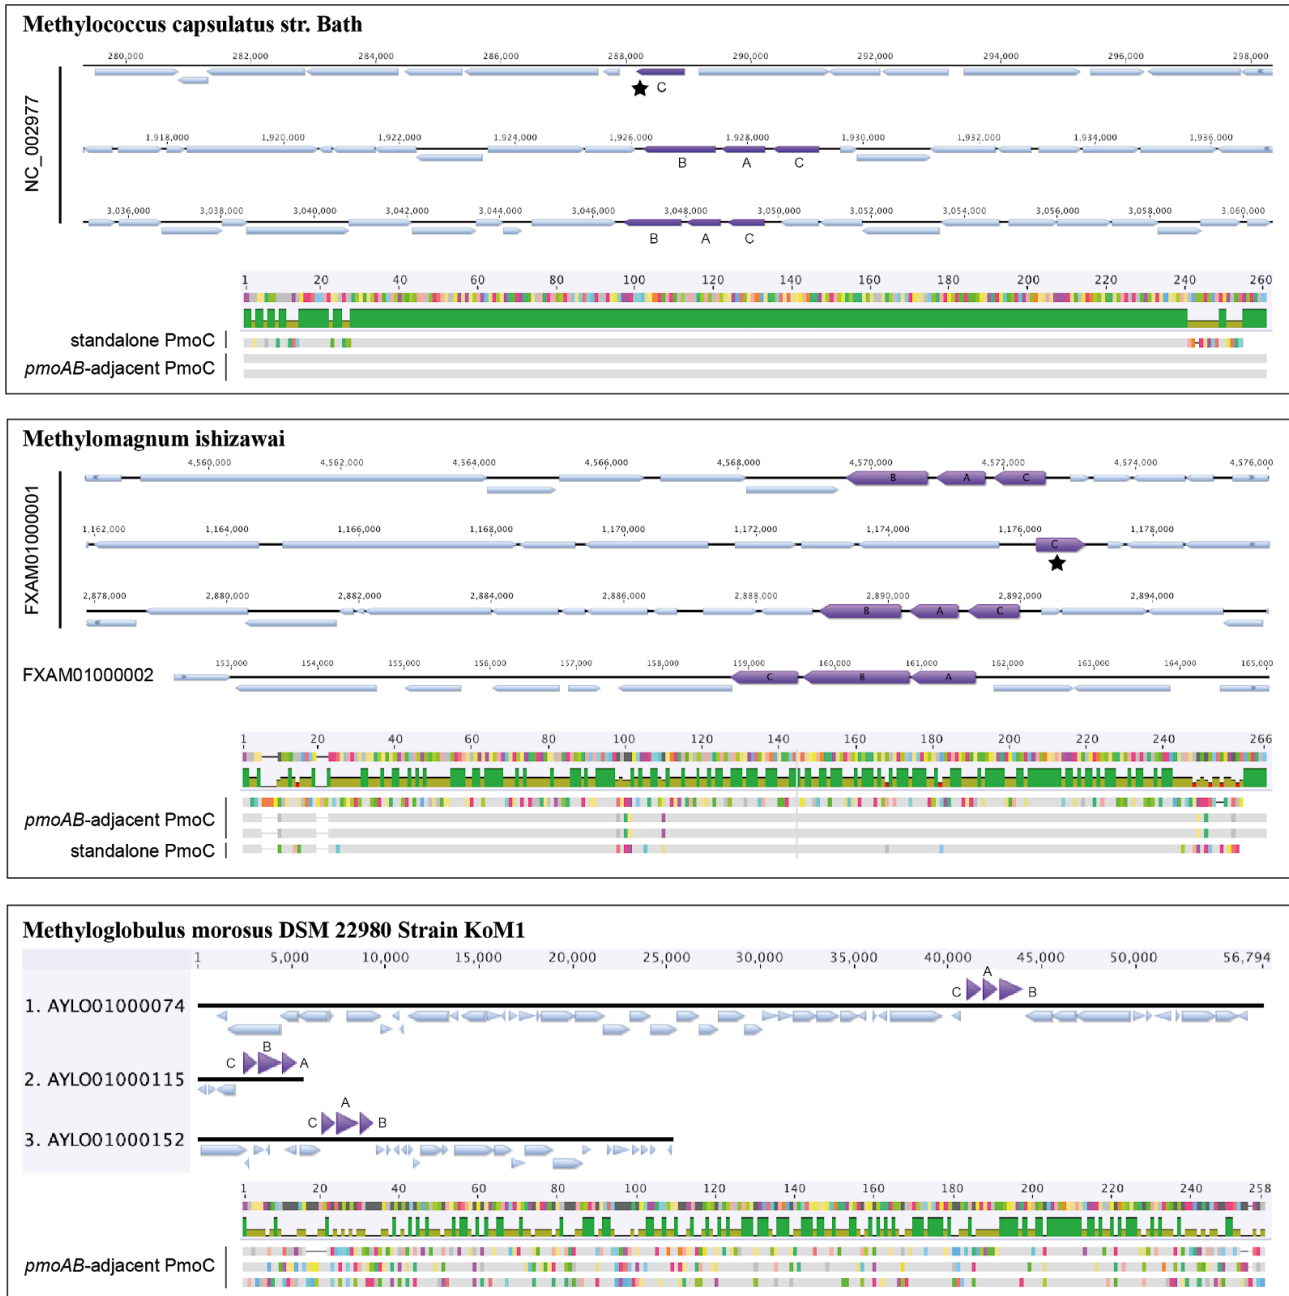 Methylococcus capsulatus str. Bath
280,000 282,000 284,000 286,000 288,000 290,000 292,000 294,000 296,000 298,000
C
NC_002977
1,918,000 1,920,000 1,922,000 1,924,000 1,926,000 1,928,000 1,930,000 1,932,000 1,934,000 1,936,000
B A C
3,036,000 3,038,000 3,040,000 3,042,000 3,044,000 3,046,000 3,048,000 3,050,000 3,052,000 3,054,000 3,056,000 3,058,000 3,060,000
B A C
1 20 40 60 80 100 120 140 160 180 200 220 240 260
standalone PmoC
pmoAB-adjacent PmoC
Methylomagnum ishizawai
4,560,000 4,562,000 4,564,000 4,566,000 4,568,000 4,570,000 4,572,000 4,574,000 4,576,000
B A C
FXAM01000001
1,162,000 1,164,000 1,166,000 1,168,000 1,170,000 1,172,000 1,174,000 1,176,000 1,178,000
C
2,878,000 2,880,000 2,882,000 2,884,000 2,886,000 2,888,000 2,890,000 2,892,000 2,894,000
B A C
FXAM01000002
153,000 154,000 155,000 156,000 157,000 158,000 159,000 160,000 161,000 162,000 163,000 164,000 165,000
C B A
1 20 40 60 80 100 120 140 160 180 200 220 240 266
pmoAB-adjacent PmoC
standalone PmoC
Methyloglobulus morosus DSM 22980 Strain KoM1
1 5,000 10,000 15,000 20,000 25,000 30,000 35,000 40,000 45,000 50,000 56,794
C A B
1. AYLO01000074
C B A
2. AYLO01000115
C A B
3. AYLO01000152
1 20 40 60 80 100 120 140 160 180 200 220 240 258
pmoAB-adjacent PmoC